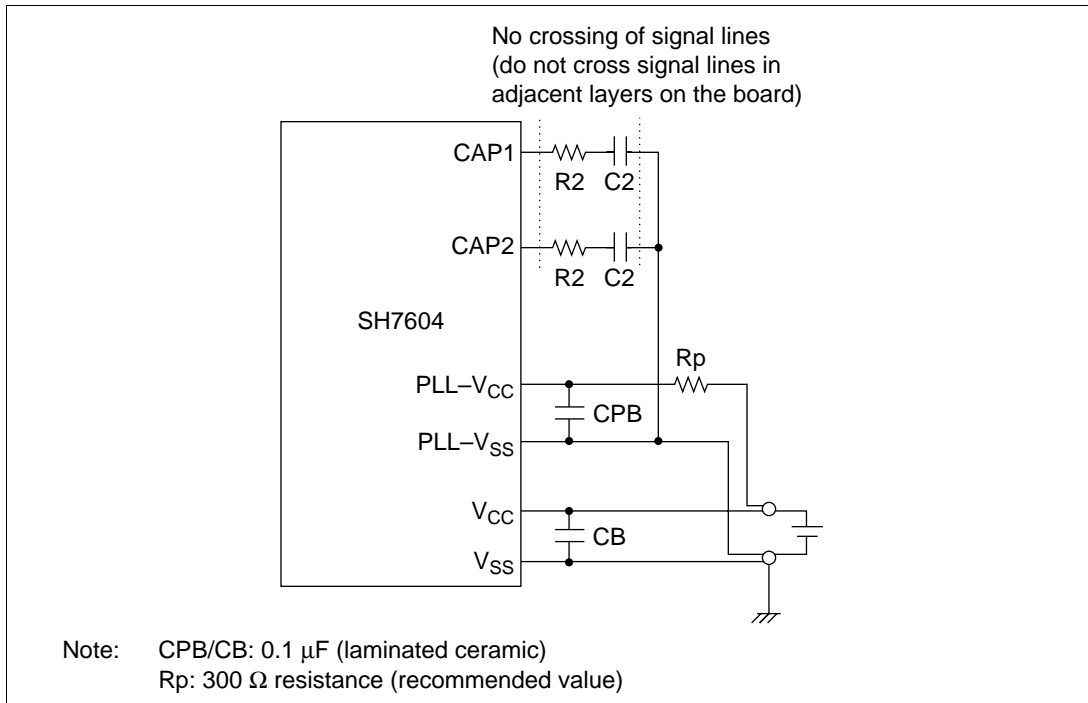 No crossing of signal lines
(do not cross signal lines in
adjacent layers on the board)
CAP1
R2 C2
CAP2
R2 C2
SH7604
Rp
PLL–VCC
CPB
PLL–VSS
VCC
CB
VSS
Note: CPB/CB: 0.1 μF (laminated ceramic)
Rp: 300 Ω resistance (recommended value)